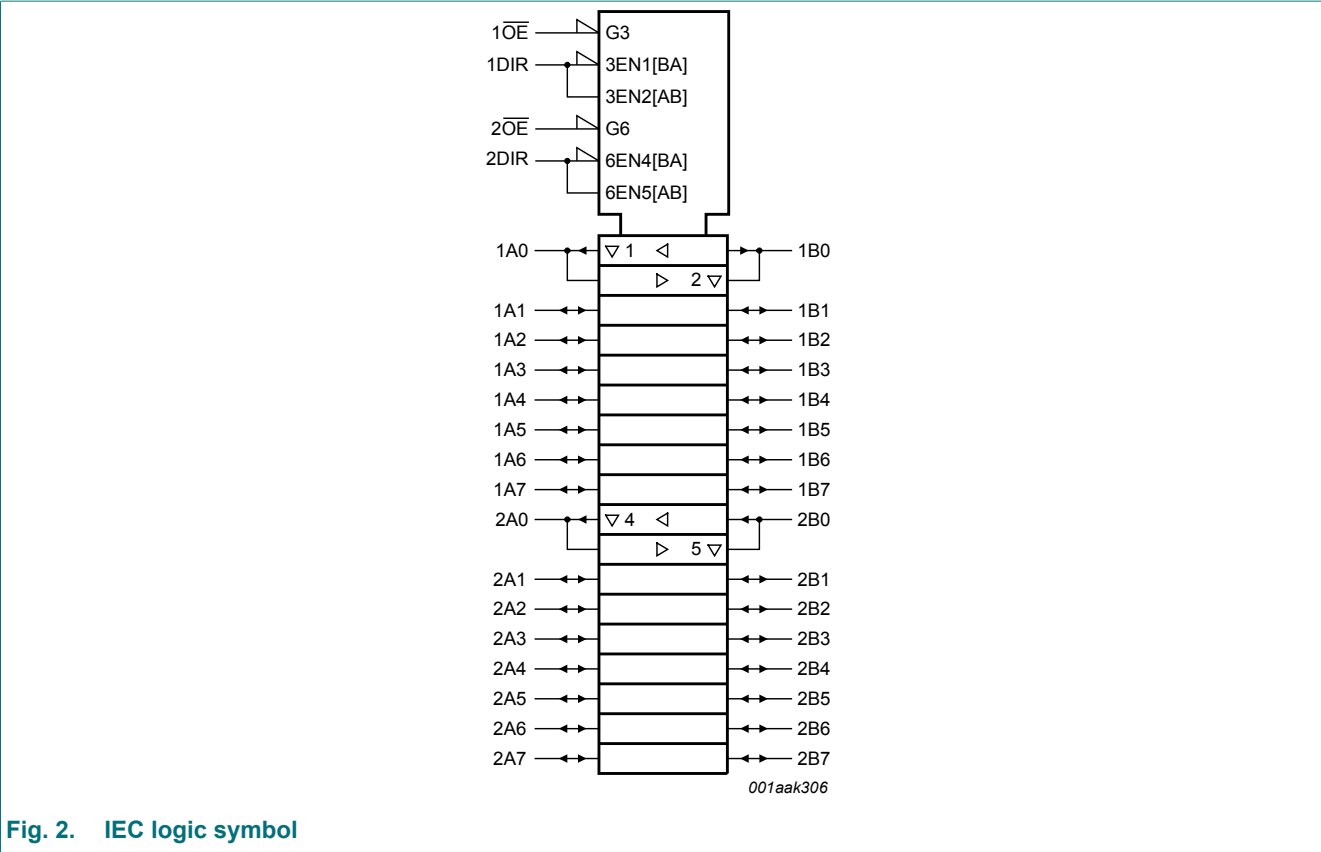 1O̅E̅ G3
1DIR 3EN1[BA]
3EN2[AB]
2O̅E̅ G6
2DIR 6EN4[BA]
6EN5[AB]
1A0 1 1B0
2
1A1 1B1
1A2 1B2
1A3 1B3
1A4 1B4
1A5 1B5
1A6 1B6
1A7 1B7
2A0 4 2B0
5
2A1 2B1
2A2 2B2
2A3 2B3
2A4 2B4
2A5 2B5
2A6 2B6
2A7 2B7
001aak306
Fig. 2. IEC logic symbol